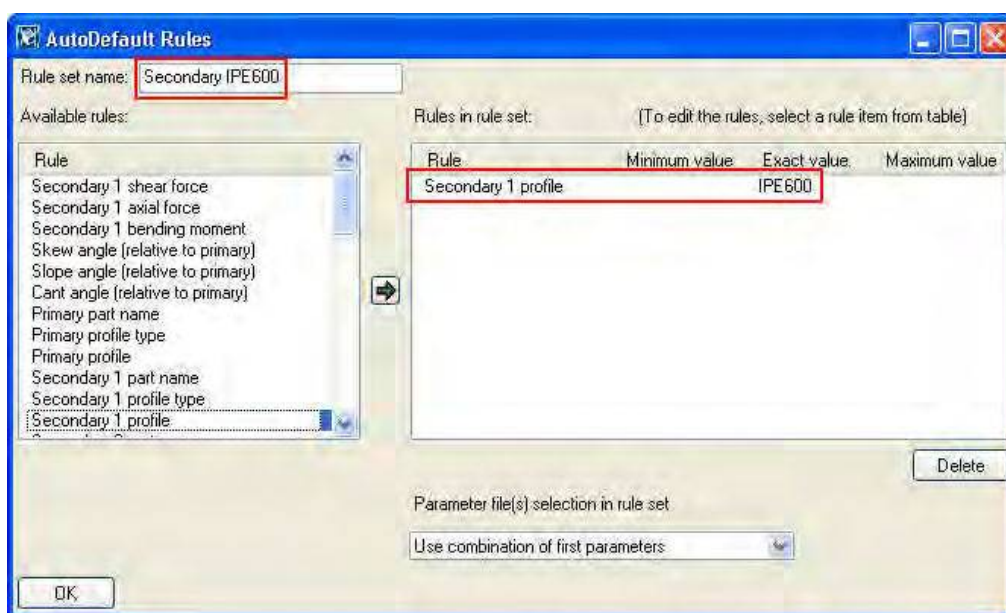 AutoDefault Rules
Rule set name: Secondary IPE600
Available rules:
Rules in rule set: (To edit the rules, select a rule item from table)
Rule
Secondary 1 shear force
Secondary 1 axial force
Secondary 1 bending moment
Skew angle (relative to primary)
Slope angle (relative to primary)
Cant angle (relative to primary)
Primary part name
Primary profile type
Primary profile
Secondary 1 part name
Secondary 1 profile type
Secondary 1 profile
Rule Minimum value Exact value Maximum value
Secondary 1 profile IPE600
Delete
Parameter file(s) selection in rule set
Use combination of first parameters
OK